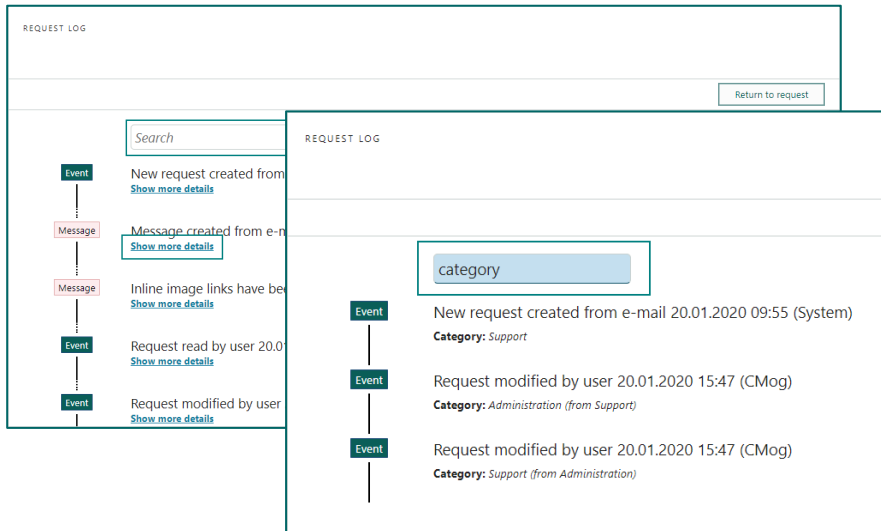 REQUEST LOG
Return to request
Search
Event
New request created from
Show more details
Message
Message created from e-m
Show more details
Message
Inline image links have be
Show more details
Event
Request read by user 20.0
Show more details
Event
Request modified by user
Show more details
REQUEST LOG
category
Event
New request created from e-mail 20.01.2020 09:55 (System)
Category: Support
Event
Request modified by user 20.01.2020 15:47 (CMog)
Category: Administration (from Support)
Event
Request modified by user 20.01.2020 15:47 (CMog)
Category: Support (from Administration)